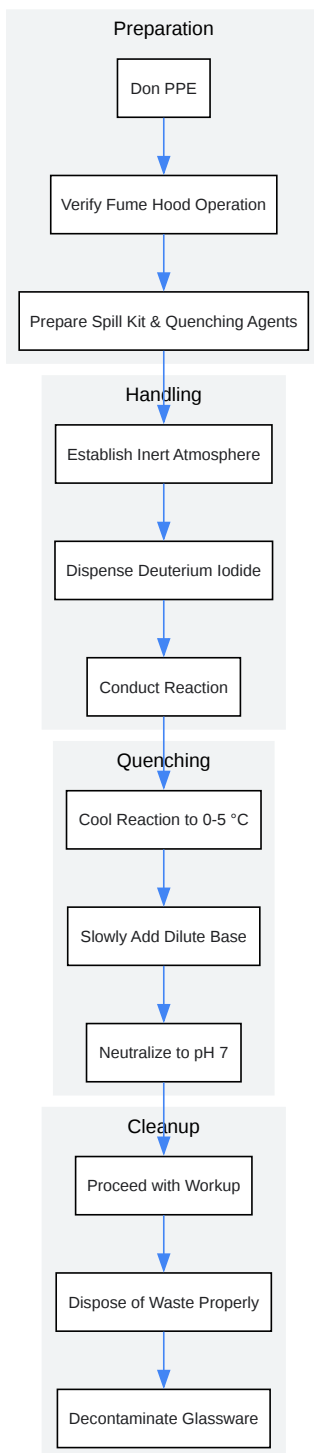 Preparation
Don PPE
Verify Fume Hood Operation
Prepare Spill Kit & Quenching Agents
Handling
Establish Inert Atmosphere
Dispense Deuterium Iodide
Conduct Reaction
Quenching
Cool Reaction to 0-5 °C
Slowly Add Dilute Base
Neutralize to pH 7
Cleanup
Proceed with Workup
Dispose of Waste Properly
Decontaminate Glassware